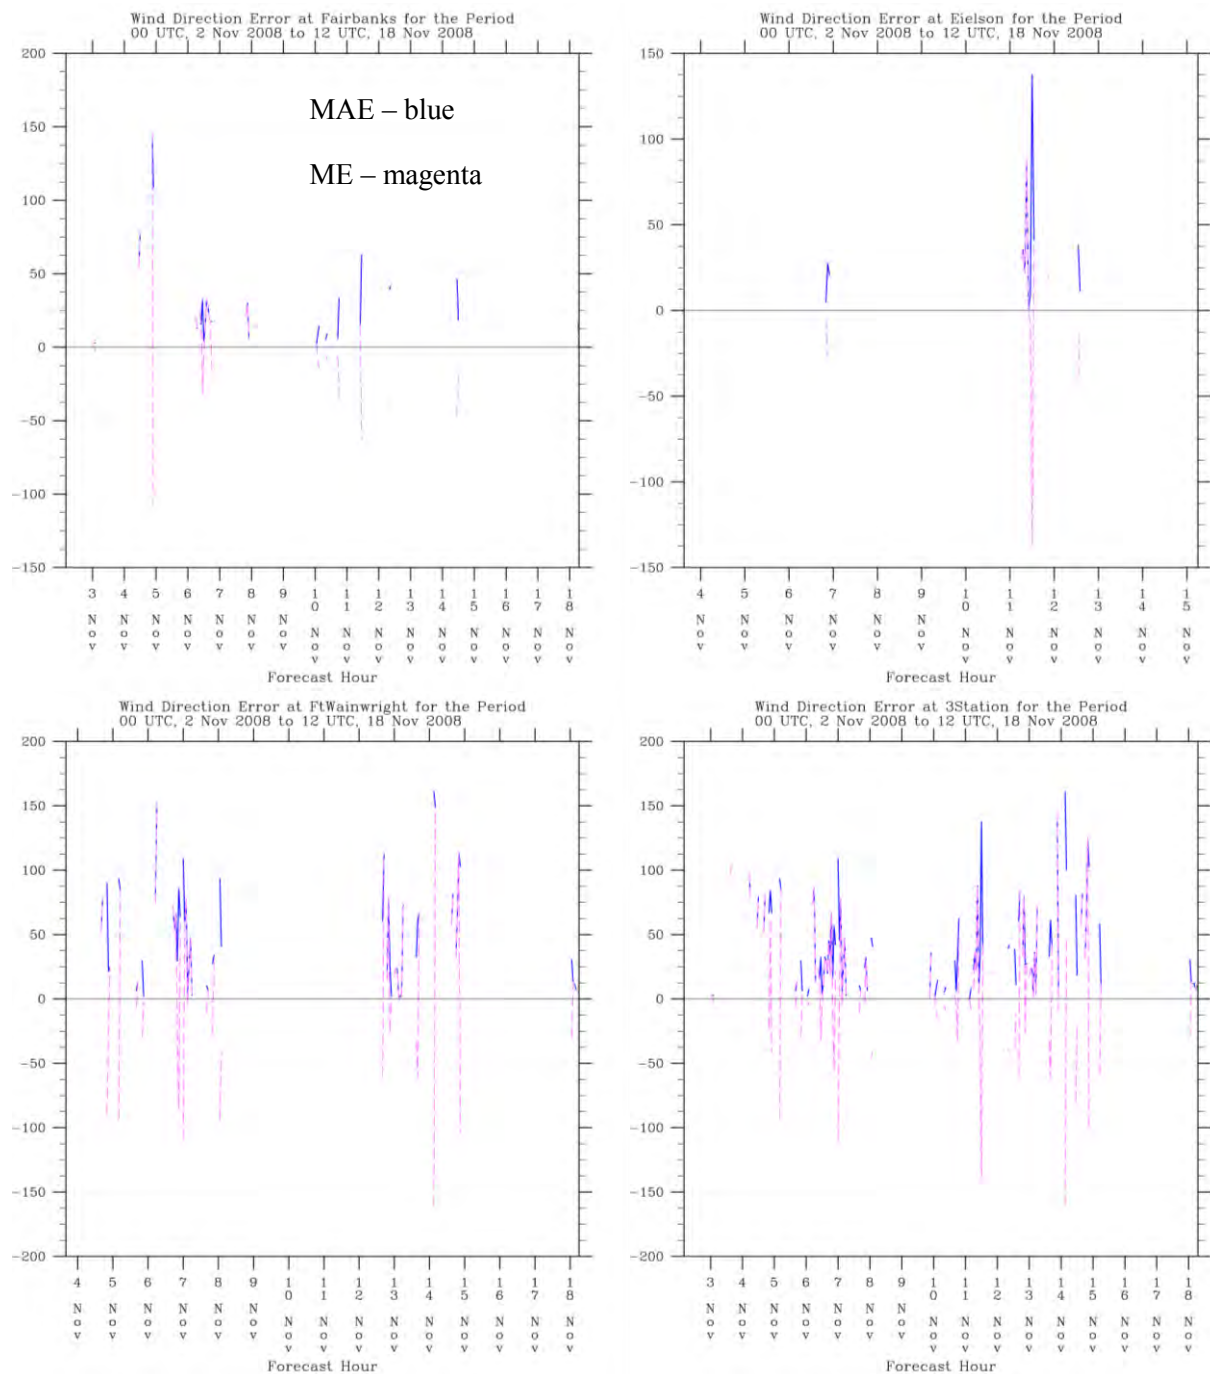 Wind Direction Error at Fairbanks for the Period
00 UTC, 2 Nov 2008 to 12 UTC, 18 Nov 2008
MAE – blue
ME – magenta
200
150
100
50
0
-50
-100
-150
3 Nov 4 Nov 5 Nov 6 Nov 7 Nov 8 Nov 9 Nov 10 Nov 11 Nov 12 Nov 13 Nov 14 Nov 15 Nov 16 Nov 17 Nov 18 Nov
Forecast Hour
Wind Direction Error at Eielson for the Period
00 UTC, 2 Nov 2008 to 12 UTC, 18 Nov 2008
150
100
50
0
-50
-100
-150
4 Nov 5 Nov 6 Nov 7 Nov 8 Nov 9 Nov 10 Nov 11 Nov 12 Nov 13 Nov 14 Nov 15 Nov
Forecast Hour
Wind Direction Error at FtWainwright for the Period
00 UTC, 2 Nov 2008 to 12 UTC, 18 Nov 2008
200
150
100
50
0
-50
-100
-150
-200
4 Nov 5 Nov 6 Nov 7 Nov 8 Nov 9 Nov 10 Nov 11 Nov 12 Nov 13 Nov 14 Nov 15 Nov 16 Nov 17 Nov 18 Nov
Forecast Hour
Wind Direction Error at 3Station for the Period
00 UTC, 2 Nov 2008 to 12 UTC, 18 Nov 2008
200
150
100
50
0
-50
-100
-150
-200
3 Nov 4 Nov 5 Nov 6 Nov 7 Nov 8 Nov 9 Nov 10 Nov 11 Nov 12 Nov 13 Nov 14 Nov 15 Nov 16 Nov 17 Nov 18 Nov
Forecast Hour